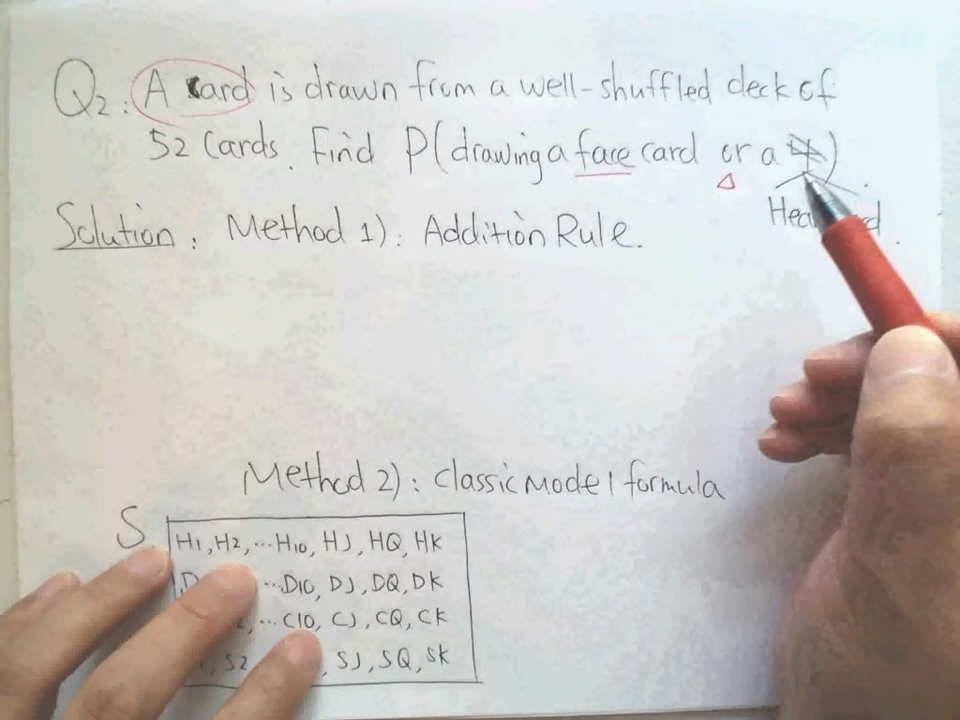 Q2: A card is drawn from a well-shuffled deck of
52 Cards. Find P(drawing a face card or a )
Solution: Method 1): Addition Rule.
Method 2): Classic Model formula
S
H1, H2, ...H10, HJ, HQ, HK
...D10, DJ, DQ, DK
...C10, CJ, CQ, CK
S2 , SJ, SQ, SK